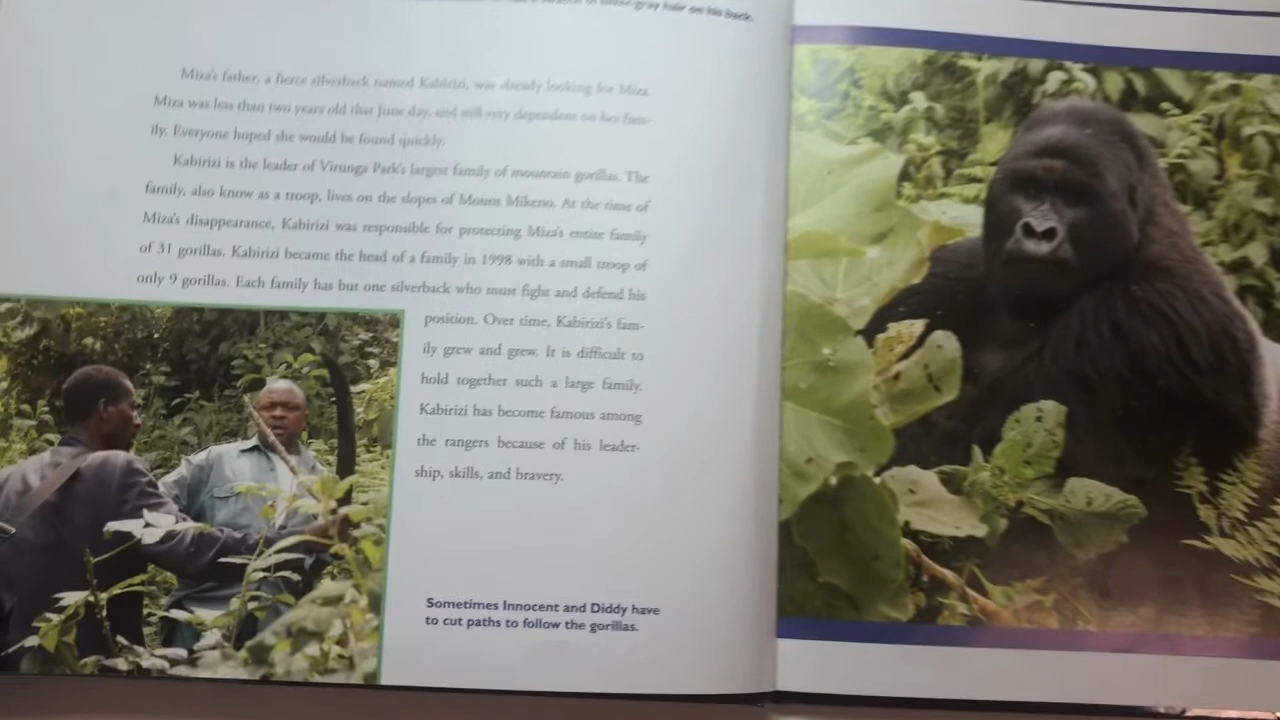 gray hair on his back.
Miza's father, a fierce silverback named Kabirizi, was already looking for Miza.
Miza was less than two years old that June day, and still very dependent on her fam-
ily. Everyone hoped she would be found quickly.
Kabirizi is the leader of Virunga Park's largest family of mountain gorillas. The
family, also know as a troop, lives on the slopes of Mount Mikeno. At the time of
Miza's disappearance, Kabirizi was responsible for protecting Miza's entire family
of 31 gorillas. Kabirizi became the head of a family in 1998 with a small troop of
only 9 gorillas. Each family has but one silverback who must fight and defend his
position. Over time, Kabirizi's fam-
ily grew and grew. It is difficult to
hold together such a large family.
Kabirizi has become famous among
the rangers because of his leader-
ship, skills, and bravery.
Sometimes Innocent and Diddy have
to cut paths to follow the gorillas.